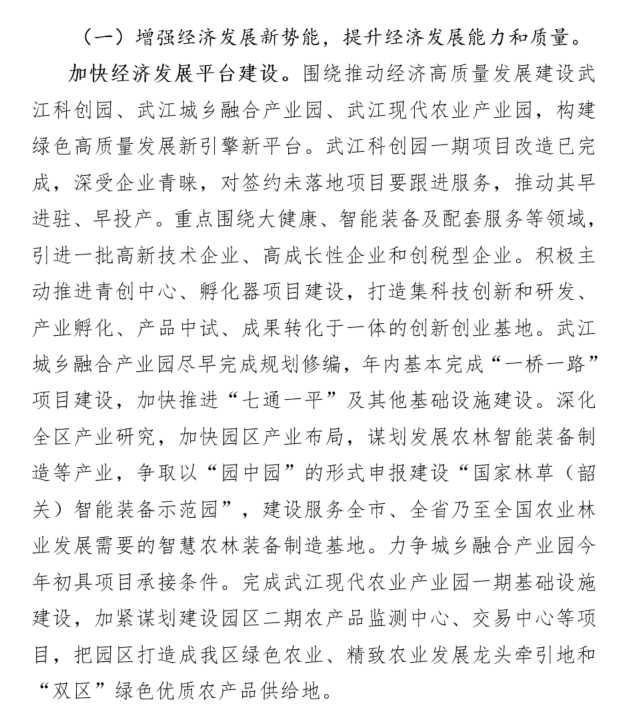 （一）增强经济发展新势能，提升经济发展能力和质量。
加快经济发展平台建设。围绕推动经济高质量发展建设武
江科创园、武江城乡融合产业园、武江现代农业产业园，构建
绿色高质量发展新引擎新平台。武江科创园一期项目改造已完
成，深受企业青睐，对签约未落地项目要跟进服务，推动其早
进驻、早投产。重点围绕大健康、智能装备及配套服务等领域，
引进一批高新技术企业、高成长性企业和创税型企业。积极主
动推进青创中心、孵化器项目建设，打造集科技创新和研发、
产业孵化、产品中试、成果转化于一体的创新创业基地。武江
城乡融合产业园尽早完成规划修编，年内基本完成“一桥一路”
项目建设，加快推进“七通一平”及其他基础设施建设。深化
全区产业研究，加快园区产业布局，谋划发展农林智能装备制
造等产业，争取以“园中园”的形式申报建设“国家林草（韶
关）智能装备示范园”，建设服务全市、全省乃至全国农业林
业发展需要的智慧农林装备制造基地。力争城乡融合产业园今
年初具项目承接条件。完成武江现代农业产业园一期基础设施
建设，加紧谋划建设园区二期农产品监测中心、交易中心等项
目，把园区打造成我区绿色农业、精致农业发展龙头牵引地和
“双区”绿色优质农产品供给地。